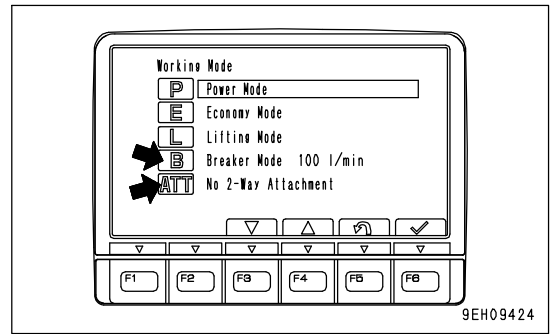 Working Mode
P Power Mode
E Economy Mode
L Lifting Mode
B Breaker Mode 100 l/min
ATT No 2-Way Attachment
F1 F2 F3 F4 F5 F6
9EH09424